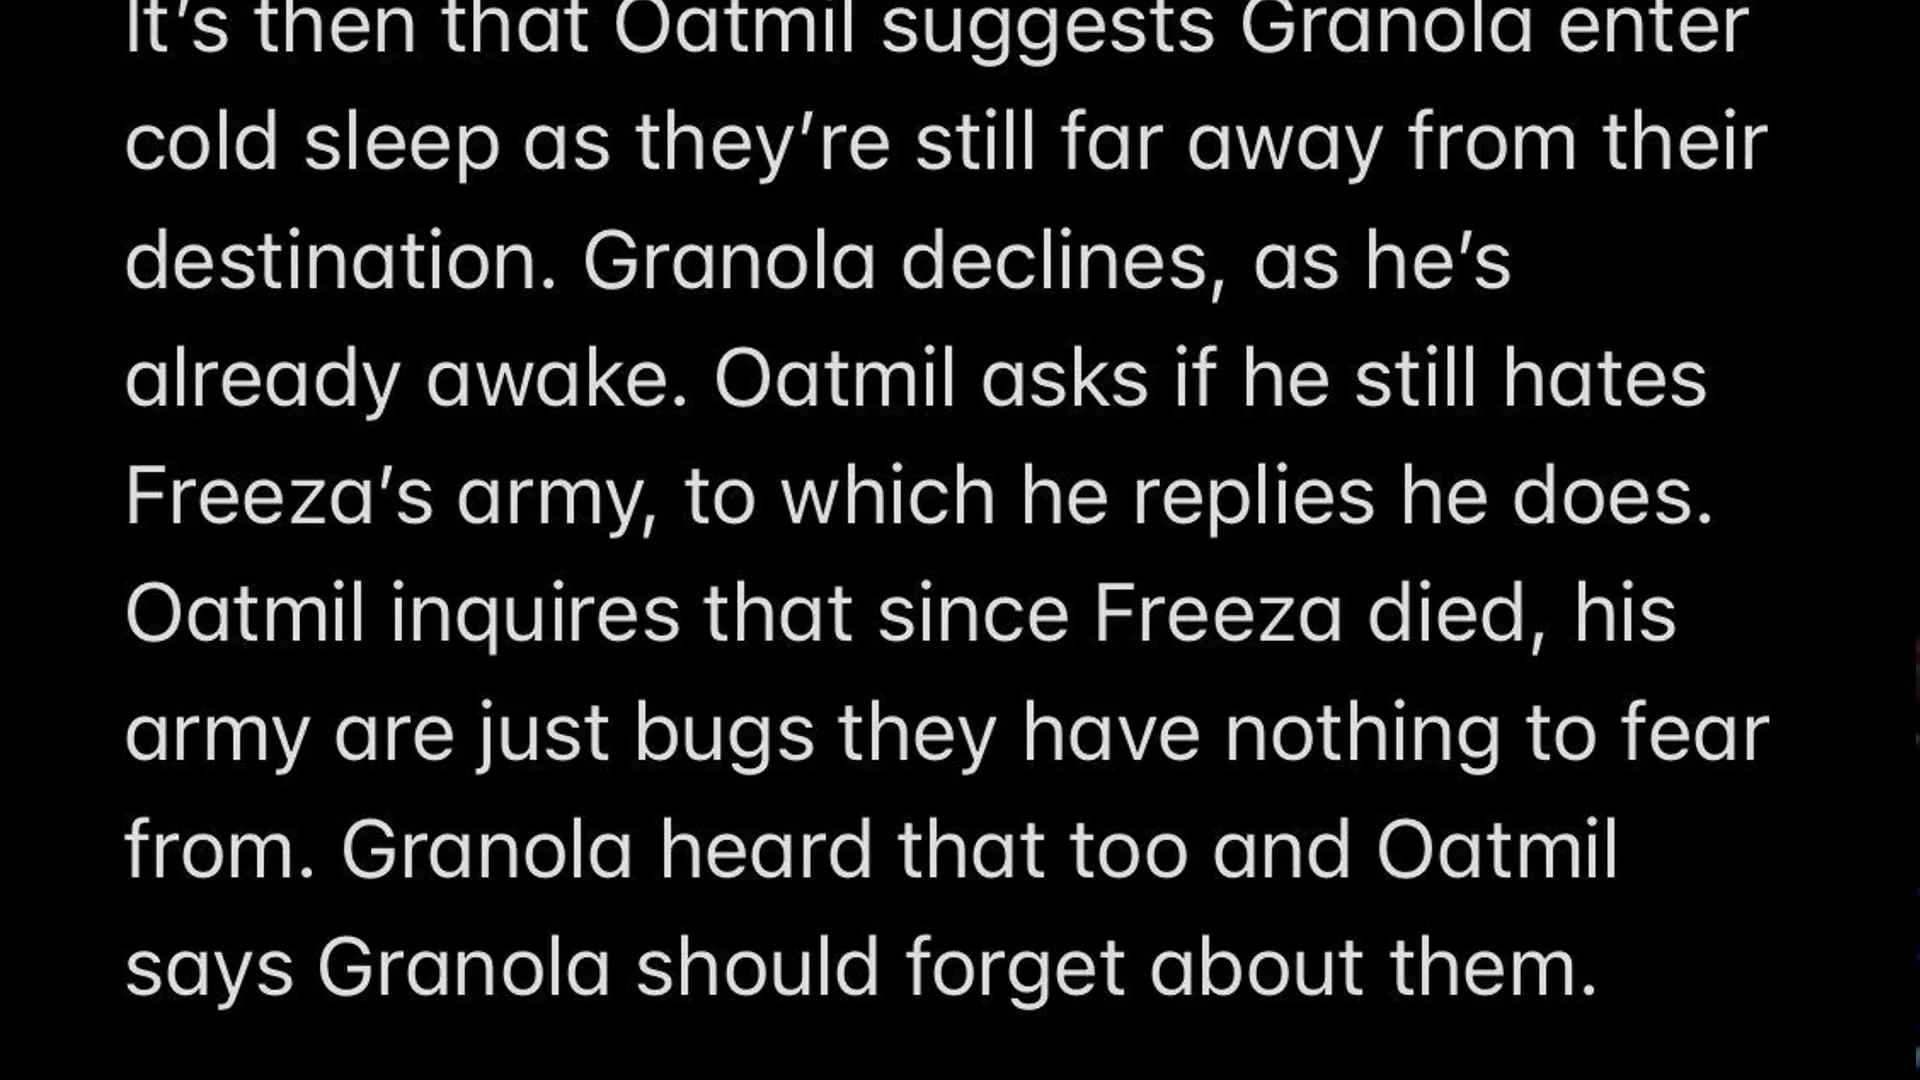 It's then that Oatmil suggests Granola enter
cold sleep as they're still far away from their
destination. Granola declines, as he's
already awake. Oatmil asks if he still hates
Freeza's army, to which he replies he does.
Oatmil inquires that since Freeza died, his
army are just bugs they have nothing to fear
from. Granola heard that too and Oatmil
says Granola should forget about them.